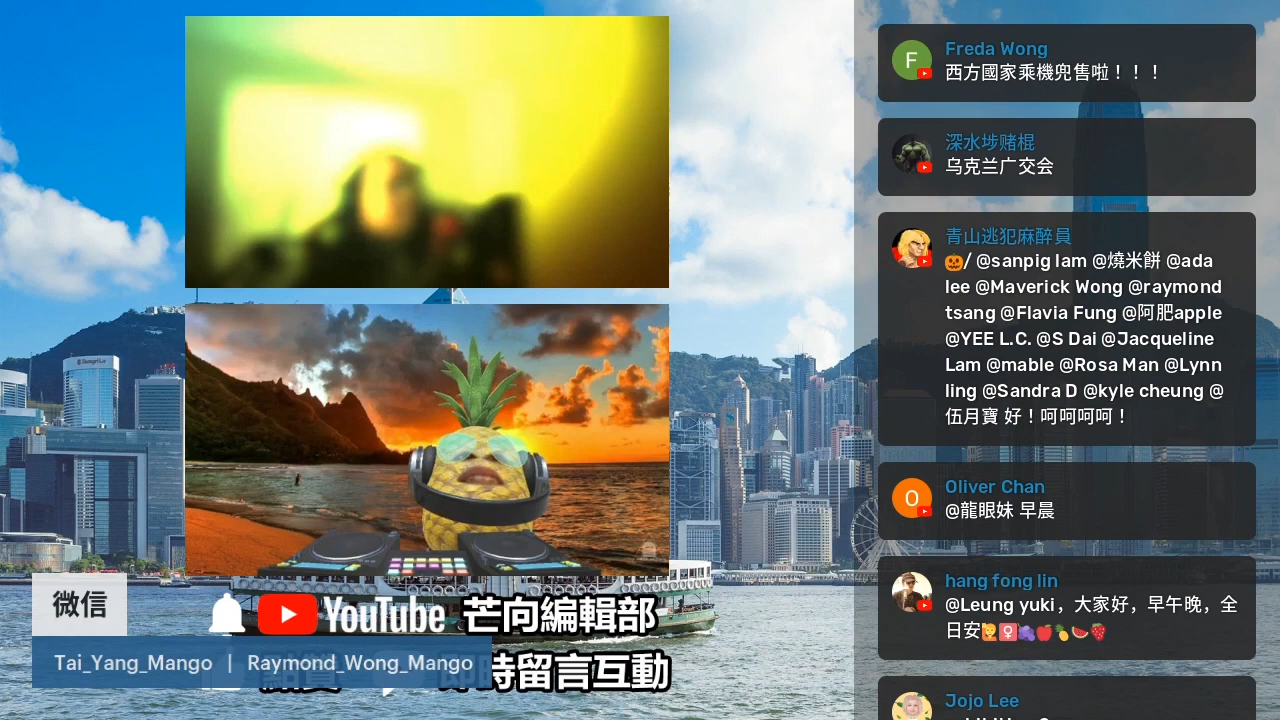 Freda Wong
西方國家乘機兜售啦！！！
深水埗赌棍
乌克兰广交会
青山逃犯麻醉員
🎃/ @sanpig lam @燒米餅 @ada
lee @Maverick Wong @raymond
tsang @Flavia Fung @阿肥apple
@YEE L.C. @S Dai @Jacqueline
Lam @mable @Rosa Man @Lynn
ling @Sandra D @kyle cheung @
伍月寶 好！呵呵呵呵！
Oliver Chan
@龍眼妹 早晨
hang fong lin
@Leung yuki，大家好，早午晚，全
日安🙋‍♀️🍇🍎🍍🍉🍓
Jojo Lee
微信
Tai_Yang_Mango | Raymond_Wong_Mango
YouTube 芒向編輯部
即時留言互動